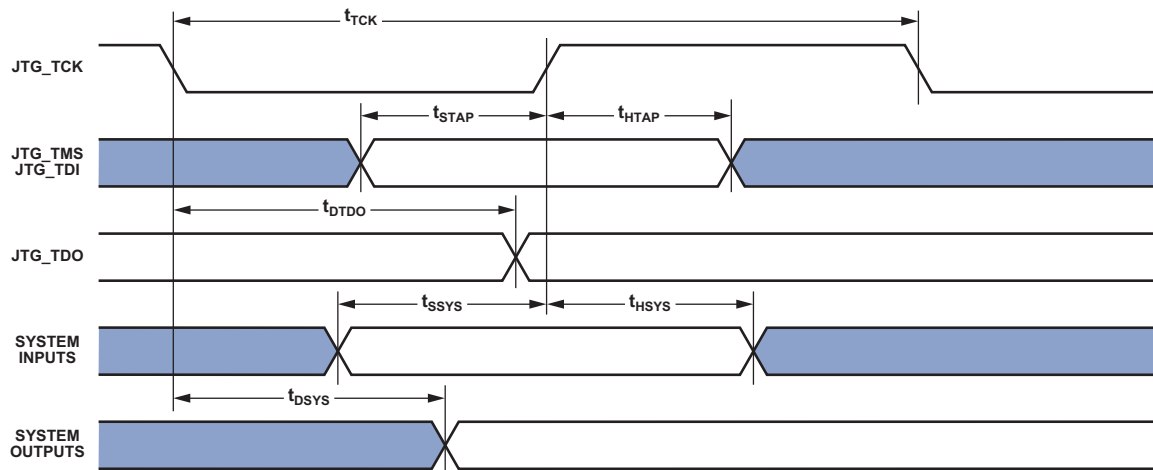 tTCK
JTG_TCK
tSTAP
tHTAP
JTG_TMS
JTG_TDI
tDTDO
JTG_TDO
tSSYS
tHSYS
SYSTEM
INPUTS
tDSYS
SYSTEM
OUTPUTS